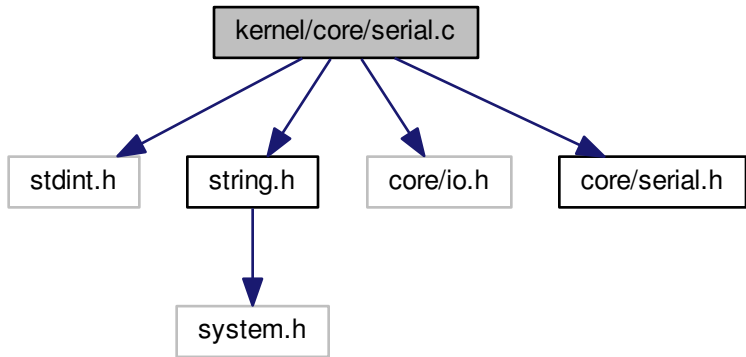 kernel/core/serial.c
stdint.h
string.h
core/io.h
core/serial.h
system.h